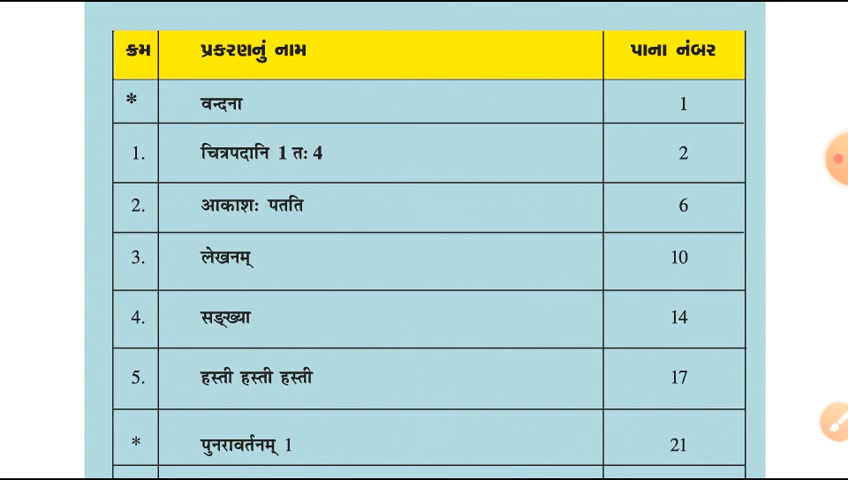 ક્રમ પ્રકરણનું નામ પાના નંબર
* वन्दना 1
1. चित्रपदानि 1 तः 4 2
2. आकाशः पतति 6
3. लेखनम् 10
4. सङ्ख्या 14
5. हस्ती हस्ती हस्ती 17
* पुनरावर्तनम् 1 21